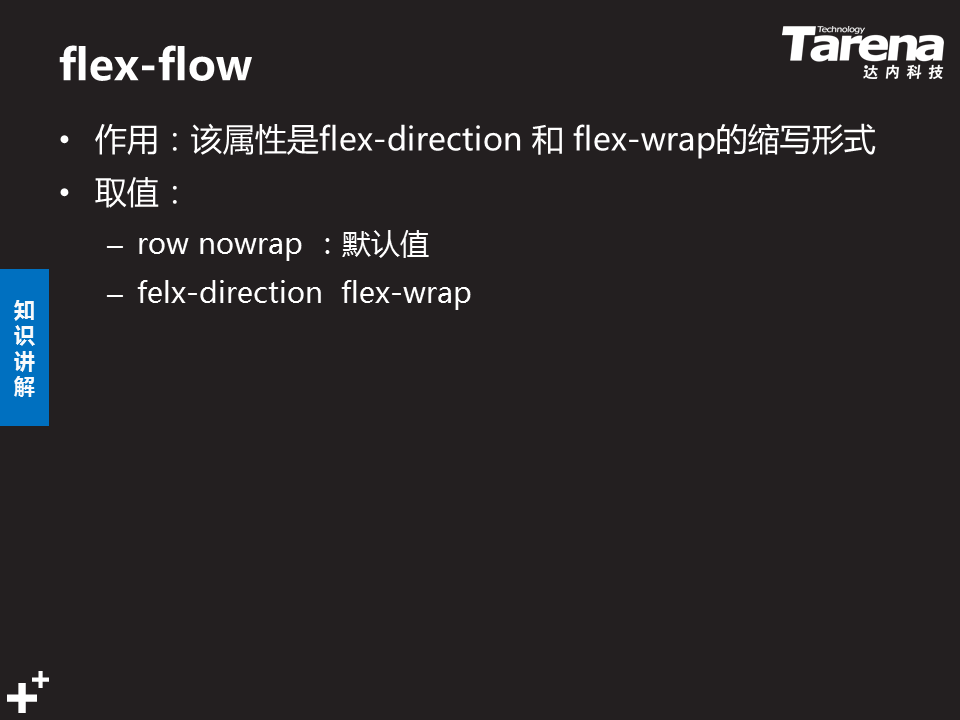 flex-flow
Technology
Tarena
达内科技
• 作用：该属性是flex-direction 和 flex-wrap的缩写形式
• 取值：
– row nowrap ：默认值
– felx-direction flex-wrap
知识讲解